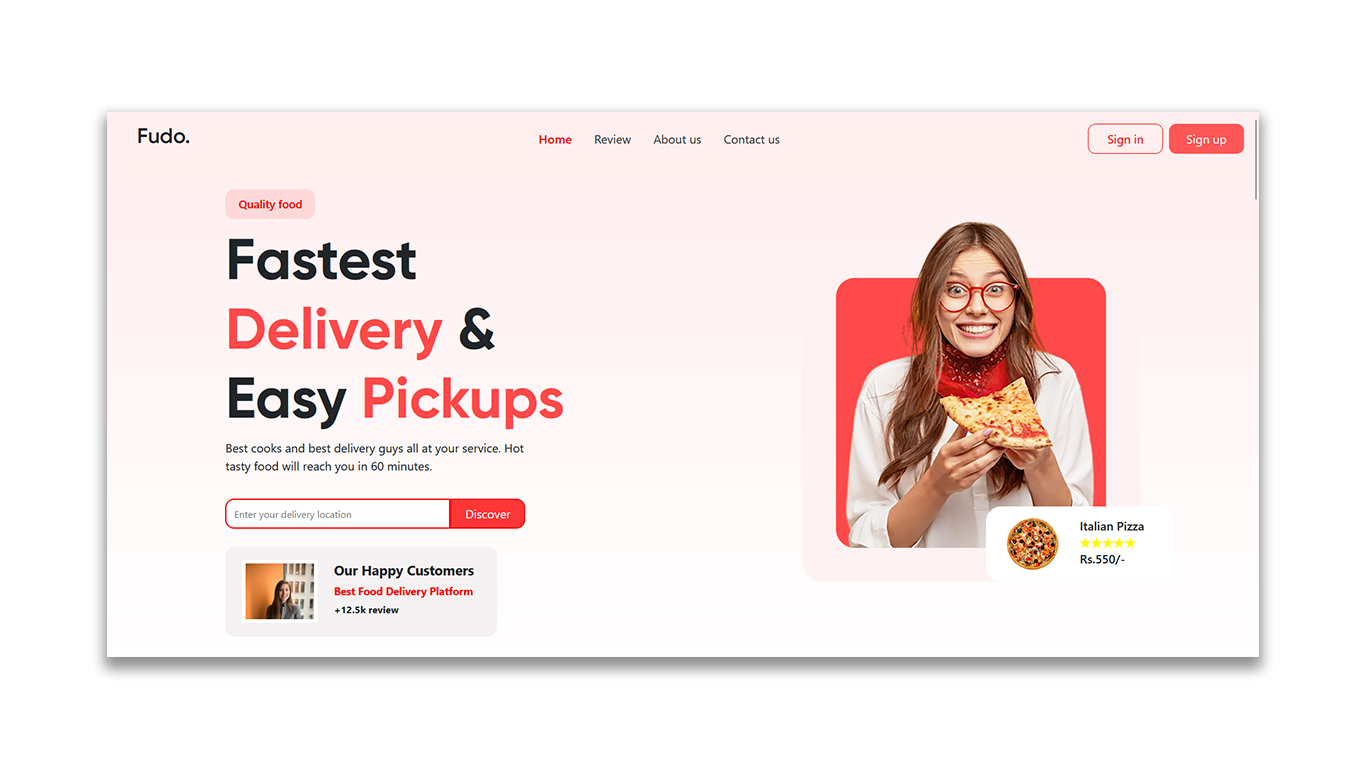 Fudo.
Home Review About us Contact us
Sign in Sign up
Quality food
Fastest
Delivery &
Easy Pickups
Best cooks and best delivery guys all at your service. Hot
tasty food will reach you in 60 minutes.
Enter your delivery location Discover
Our Happy Customers
Best Food Delivery Platform
+12.5k review
Italian Pizza
Rs.550/-